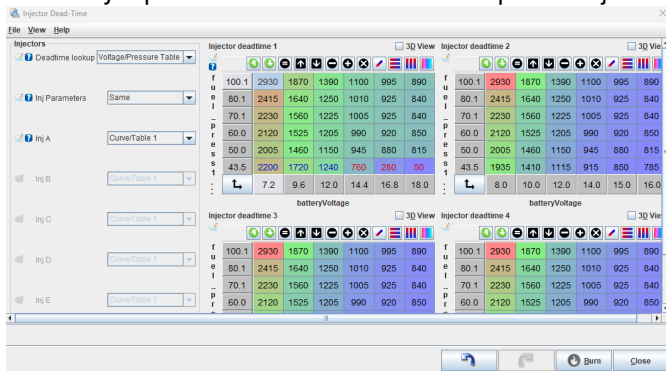 Injector Dead-Time
File View Help
Injectors
Deadtime lookup Voltage/Pressure Table
Inj Parameters Same
Inj A Curve/Table 1
Inj B Curve/Table 1
Inj C Curve/Table 1
Inj D Curve/Table 1
Inj E Curve/Table 1
Injector deadtime 1 3D View
fuel_press1:
100.1 2930 1870 1390 1100 995 890
80.1 2415 1640 1250 1010 925 840
70.1 2230 1560 1225 1005 925 840
60.0 2120 1525 1205 990 920 850
50.0 2005 1460 1150 945 880 815
43.5 2200 1720 1240 760 280 50
7.2 9.6 12.0 14.4 16.8 18.0
batteryVoltage
Injector deadtime 2 3D Vie
fuel_press1:
100.1 2930 1870 1390 1100 995 890
80.1 2415 1640 1250 1010 925 840
70.1 2230 1560 1225 1005 925 840
60.0 2120 1525 1205 990 920 850
50.0 2005 1460 1150 945 880
43.5 1935 1410 1115 915 850 785
8.0 10.0 12.0 14.0 15.0 16.0
batteryVoltage
Injector deadtime 3 3D View
fuel_pr
100.1 2930 1870 1390 1100 995 890
80.1 2415 1640 1250 1010 925 840
70.1 2230 1560 1225 1005 925 840
60.0 2120 1525 1205 990 920 850
Injector deadtime 4 3D Vie
fuel_pr
100.1 2930 1870 1390 1100 995 890
80.1 2415 1640 1250 1010 925 840
70.1 2230 1560 1225 1005 925 840
60.0 2120 1525 1205 990 920 850
Burn Close